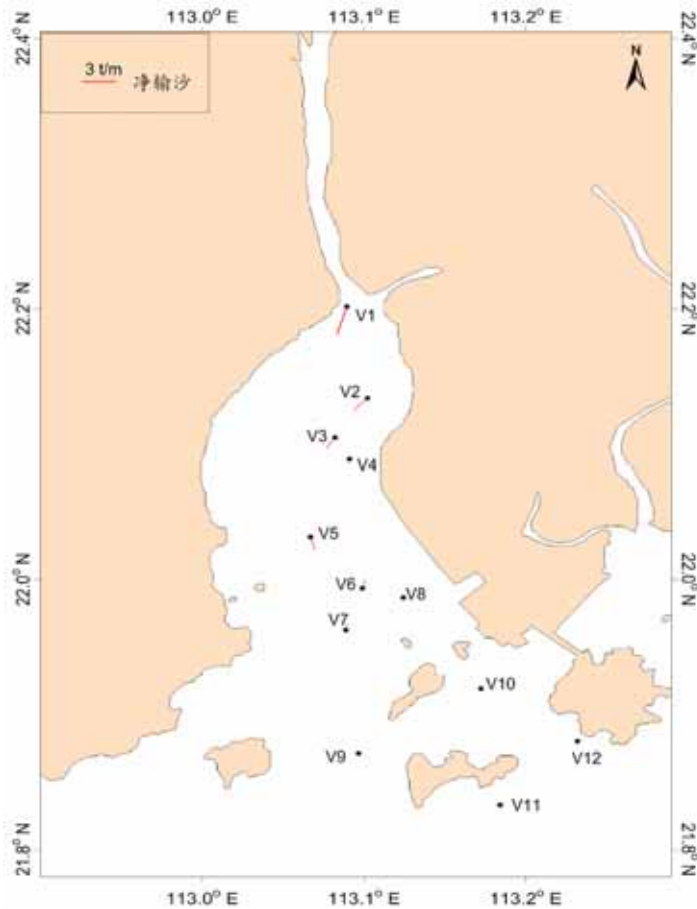 113.0° E 113.1° E 113.2° E
22.4° N 22.4° N
N
3 t/m
净输沙
22.2° N 22.2° N
V1
V2
V3
V4
V5
22.0° N 22.0° N
V6
V8
V7
V10
V9
V12
V11
21.8° N 21.8° N
113.0° E 113.1° E 113.2° E